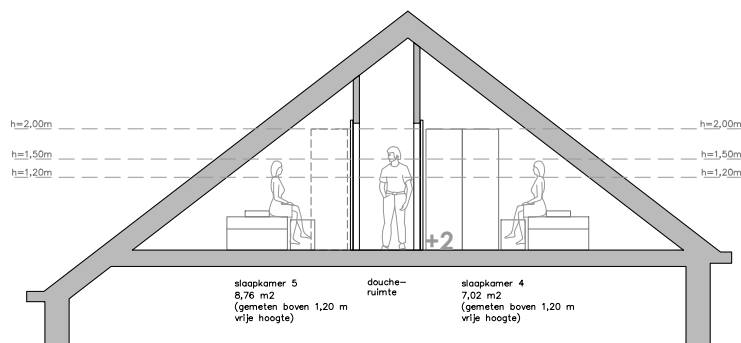 h=2,00m
h=2,00m
h=1,50m
h=1,50m
h=1,20m
h=1,20m
+2
slaapkamer 5
8,76 m2
(gemeten boven 1,20 m
vrije hoogte)
douche-
ruimte
slaapkamer 4
7,02 m2
(gemeten boven 1,20 m
vrije hoogte)